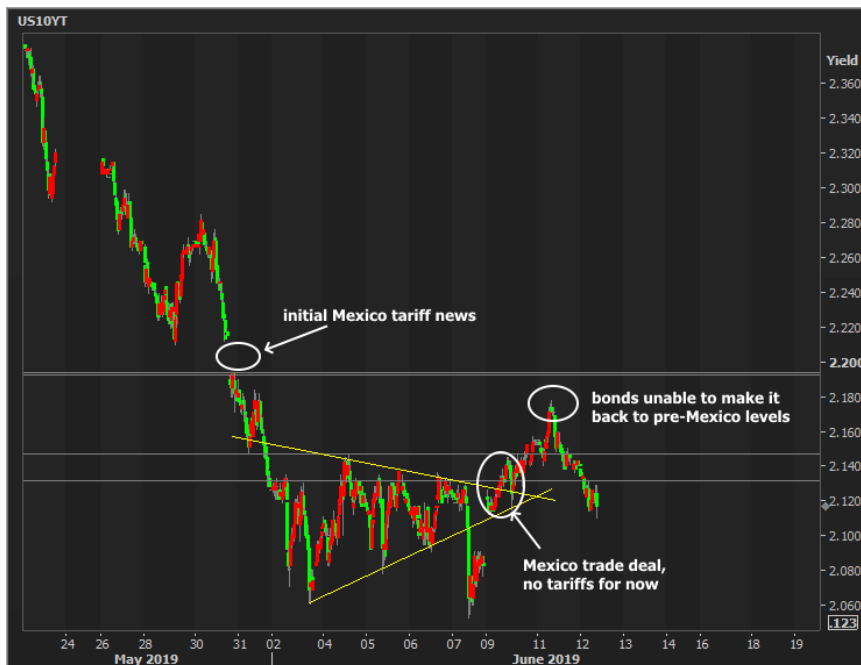 US10YT
Yield
2.360
2.340
2.320
2.300
2.280
2.260
2.240
initial Mexico tariff news
2.220
2.200
bonds unable to make it
back to pre-Mexico levels
2.180
2.160
2.140
2.120
2.100
Mexico trade deal,
no tariffs for now
2.080
2.060
.123
24 26 28 30 31 02 04 05 06 07 09 11 12 13 14 16 18 19
May 2019 June 2019